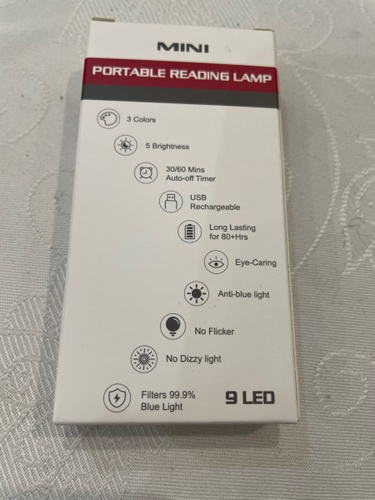 MINI
PORTABLE READING LAMP
3 Colors
5 Brightness
30/60 Mins
Auto-off Timer
USB
Rechargeable
Long Lasting
for 80+Hrs
Eye-Caring
Anti-blue light
No Flicker
No Dizzy light
Filters 99.9%
Blue Light
9 LED